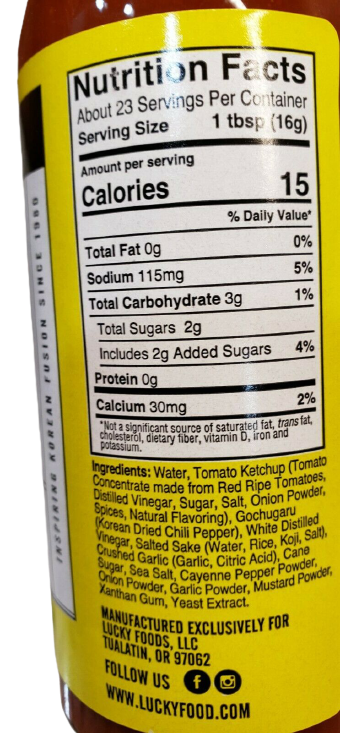 Nutrition Facts
About 23 Servings Per Container
Serving Size 1 tbsp (16g)
Amount per serving
Calories 15
% Daily Value*
Total Fat 0g 0%
Sodium 115mg 5%
Total Carbohydrate 3g 1%
Total Sugars 2g
Includes 2g Added Sugars 4%
Protein 0g
Calcium 30mg 2%
*Not a significant source of saturated fat, trans fat,
cholesterol, dietary fiber, vitamin D, iron and
potassium.
Ingredients: Water, Tomato Ketchup (Tomato
Concentrate made from Red Ripe Tomatoes,
Distilled Vinegar, Sugar, Salt, Onion Powder,
Spices, Natural Flavoring), Gochugaru
(Korean Dried Chili Pepper), White Distilled
Vinegar, Salted Sake (Water, Rice, Koji, Salt),
Crushed Garlic (Garlic, Citric Acid), Cane
Sugar, Sea Salt, Cayenne Pepper Powder,
Onion Powder, Garlic Powder, Mustard Powder,
Xanthan Gum, Yeast Extract.
MANUFACTURED EXCLUSIVELY FOR
LUCKY FOODS, LLC
TUALATIN, OR 97062
FOLLOW US
WWW.LUCKYFOOD.COM
INSPIRING KOREAN FUSION SINCE 1980